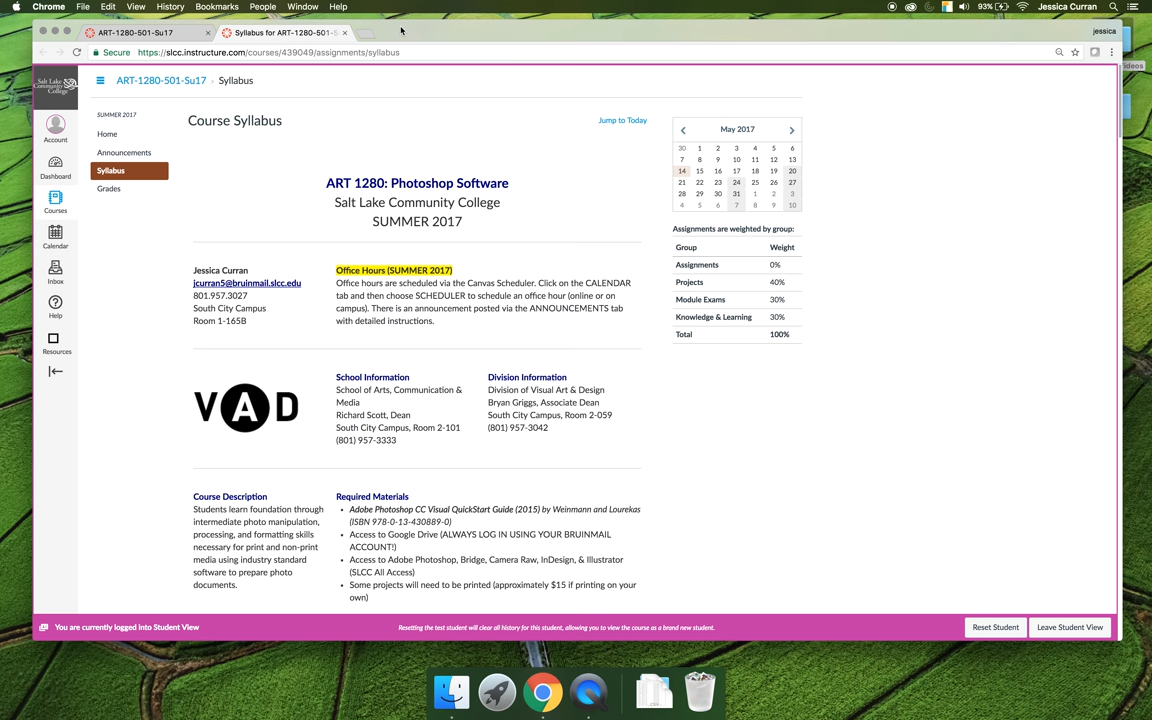 Chrome File Edit View History Bookmarks People Window Help 93% Jessica Curran
ART-1280-501-Su17 × Syllabus for ART-1280-501-S × jessica
Secure https://slcc.instructure.com/courses/439049/assignments/syllabus
Videos
Salt Lake
Community
College
Account
Dashboard
Courses
Calendar
Inbox
Help
Resources
ART-1280-501-Su17 › Syllabus
SUMMER 2017
Home
Announcements
Syllabus
Grades
Course Syllabus
Jump to Today
ART 1280: Photoshop Software
Salt Lake Community College
SUMMER 2017
Jessica Curran
jcurran5@bruinmail.slcc.edu
801.957.3027
South City Campus
Room 1-165B
Office Hours (SUMMER 2017)
Office hours are scheduled via the Canvas Scheduler. Click on the CALENDAR
tab and then choose SCHEDULER to schedule an office hour (online or on
campus). There is an announcement posted via the ANNOUNCEMENTS tab
with detailed instructions.
VAD
School Information
School of Arts, Communication &
Media
Richard Scott, Dean
South City Campus, Room 2-101
(801) 957-3333
Division Information
Division of Visual Art & Design
Bryan Griggs, Associate Dean
South City Campus, Room 2-059
(801) 957-3042
Course Description
Students learn foundation through
intermediate photo manipulation,
processing, and formatting skills
necessary for print and non-print
media using industry standard
software to prepare photo
documents.
Required Materials
• Adobe Photoshop CC Visual QuickStart Guide (2015) by Weinmann and Lourekas
(ISBN 978-0-13-430889-0)
• Access to Google Drive (ALWAYS LOG IN USING YOUR BRUINMAIL
ACCOUNT!)
• Access to Adobe Photoshop, Bridge, Camera Raw, InDesign, & Illustrator
(SLCC All Access)
• Some projects will need to be printed (approximately $15 if printing on your
own)
May 2017
30 1 2 3 4 5 6
7 8 9 10 11 12 13
14 15 16 17 18 19 20
21 22 23 24 25 26 27
28 29 30 31 1 2 3
4 5 6 7 8 9 10
Assignments are weighted by group:
Group Weight
Assignments 0%
Projects 40%
Module Exams 30%
Knowledge & Learning 30%
Total 100%
You are currently logged into Student View
Resetting the test student will clear all history for this student, allowing you to view the course as a brand new student.
Reset Student
Leave Student View